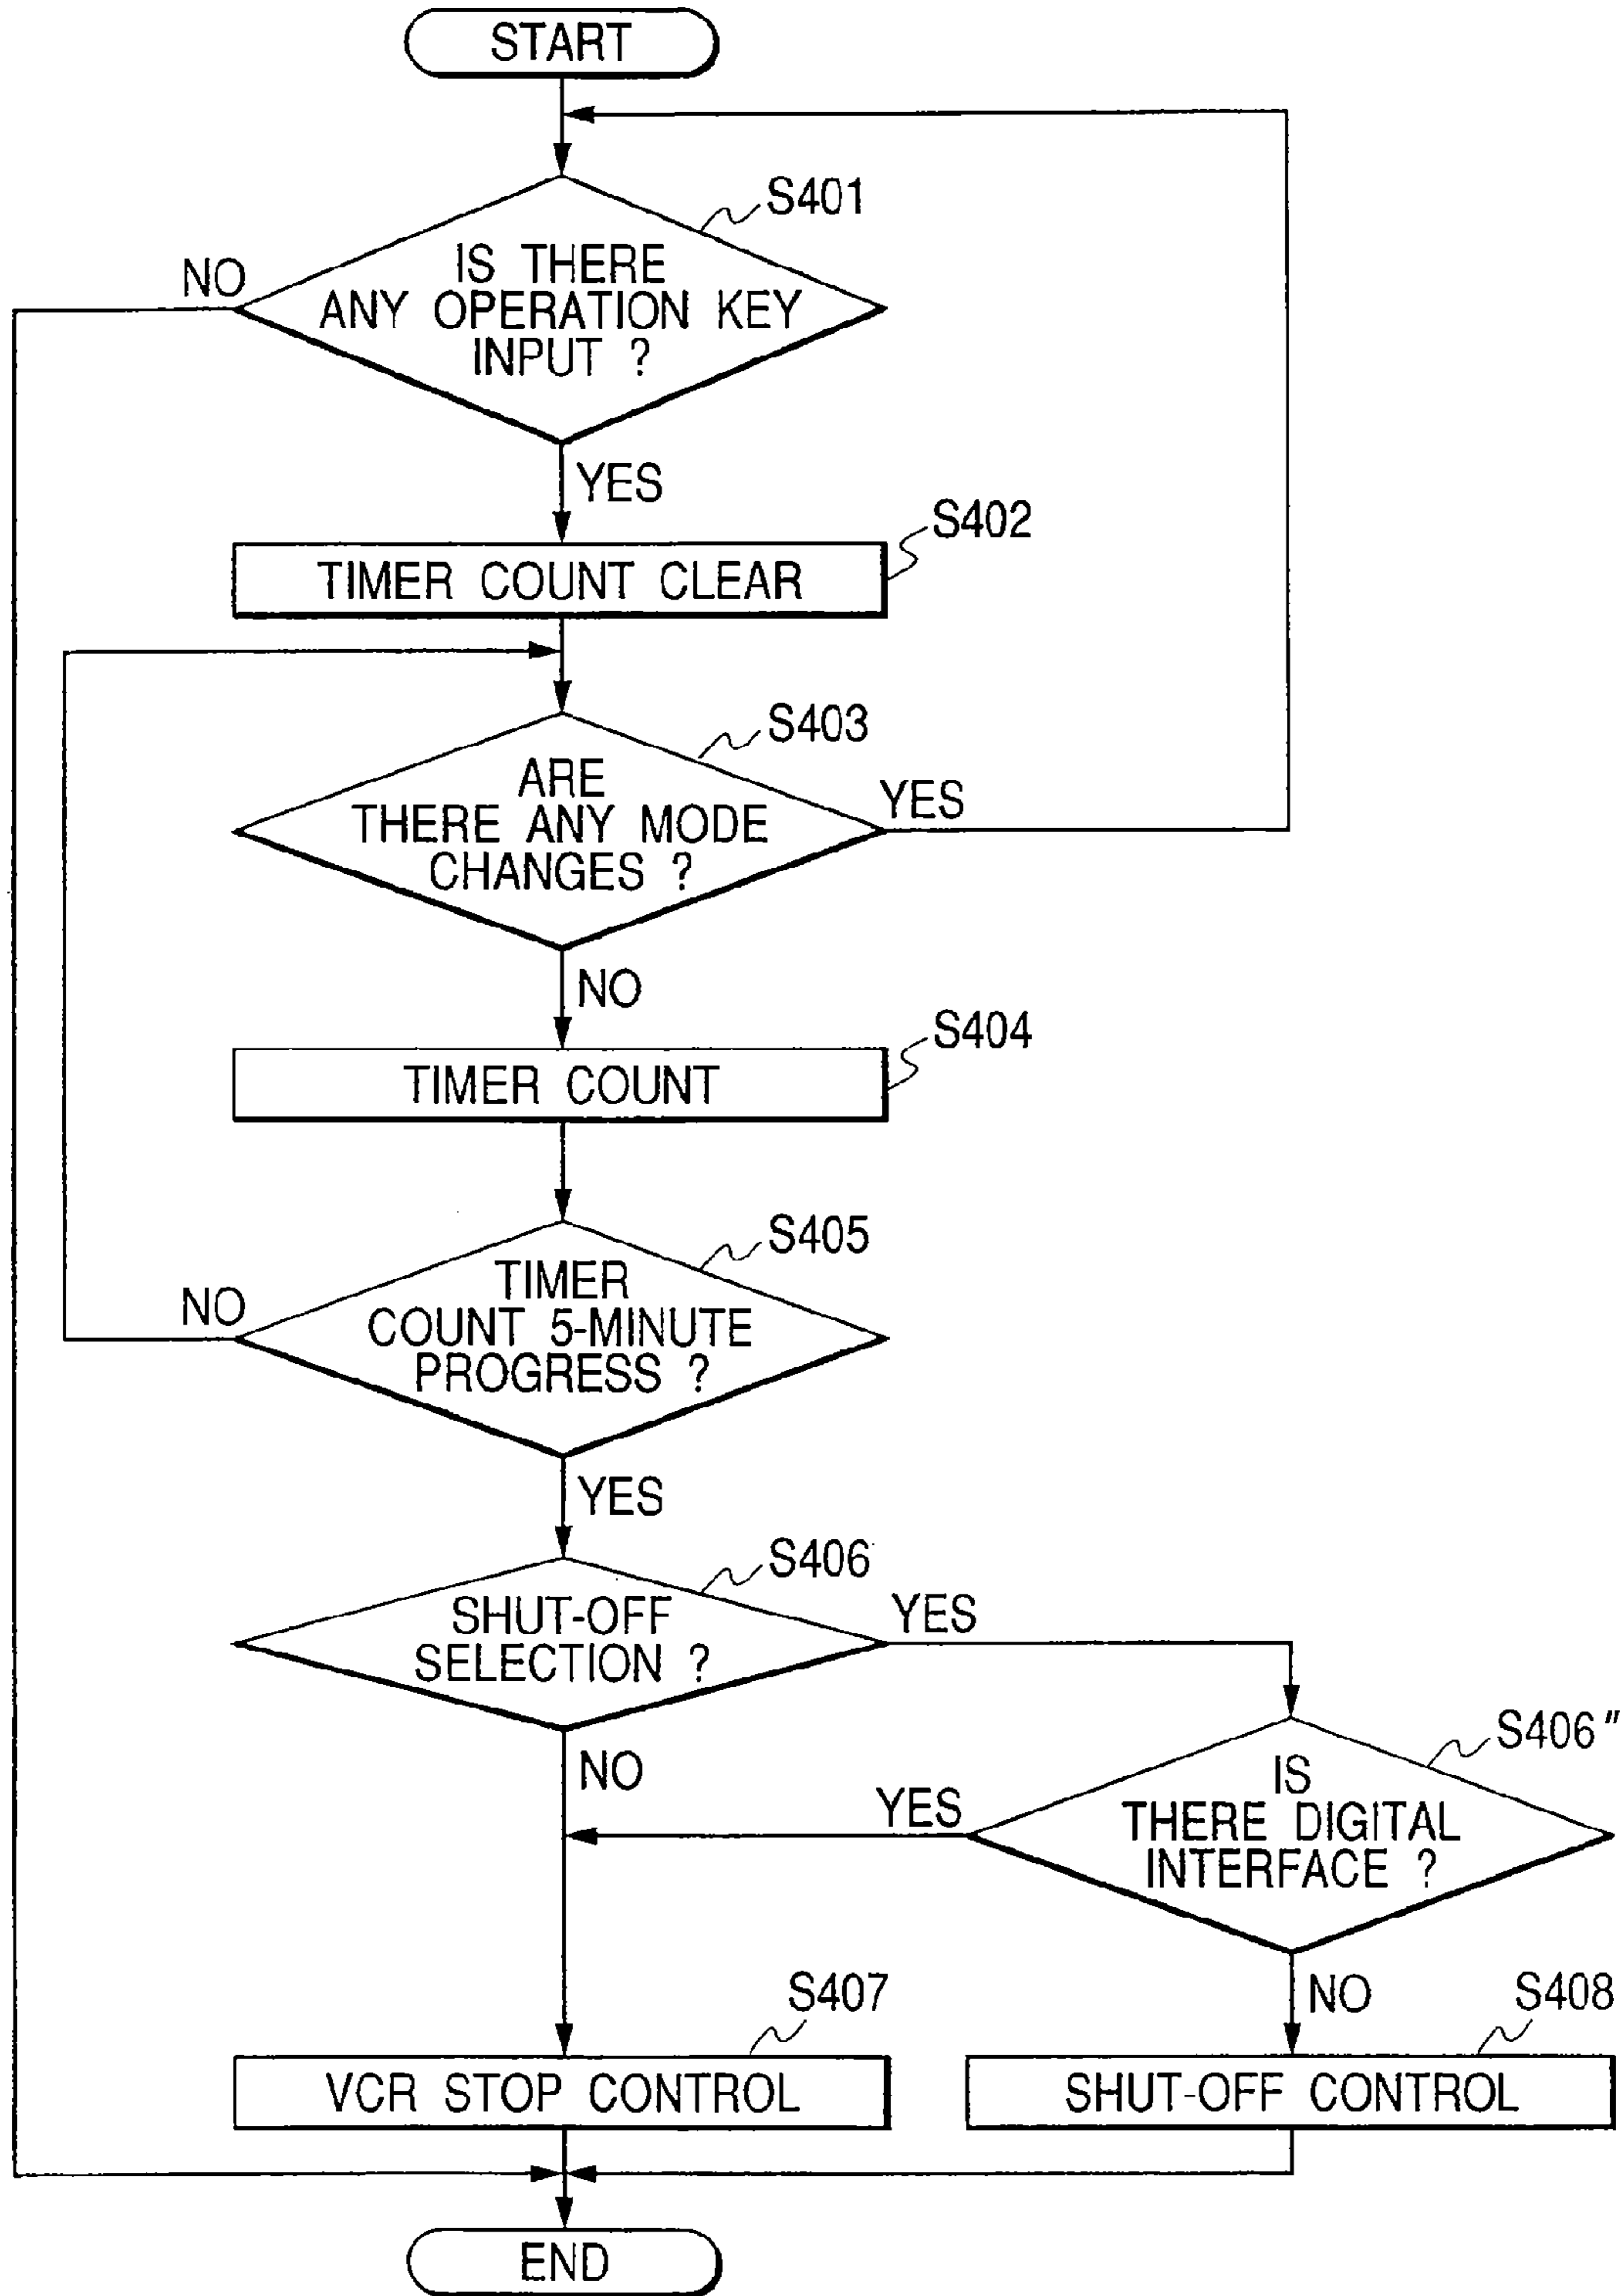 START
S401
NO
IS THERE
ANY OPERATION KEY
INPUT ?
YES
S402
TIMER COUNT CLEAR
S403
ARE
THERE ANY MODE
CHANGES ?
YES
NO
S404
TIMER COUNT
S405
TIMER
COUNT 5-MINUTE
PROGRESS ?
NO
YES
S406
SHUT-OFF
SELECTION ?
YES
NO
S406"
IS
THERE DIGITAL
INTERFACE ?
YES
NO
S407
VCR STOP CONTROL
S408
SHUT-OFF CONTROL
END